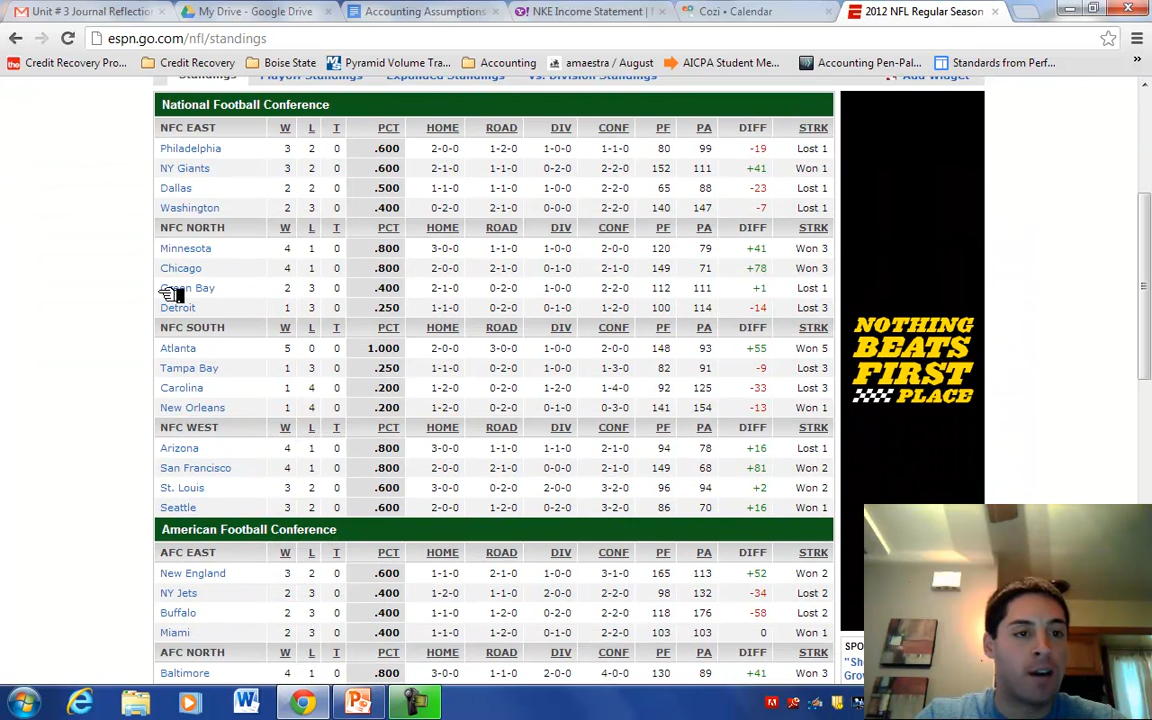 Unit # 3 Journal Reflection
My Drive - Google Drive
Accounting Assumptions
NKE Income Statement |
Cozi • Calendar
2012 NFL Regular Season
espn.go.com/nfl/standings
Credit Recovery Pro...
Credit Recovery
Boise State
Pyramid Volume Tra...
Accounting
amaestra / August
AICPA Student Me...
Accounting Pen-Pal...
Standards from Perf...
»
Standings Playoff Standings Expanded Standings Vs. Division Standings Add Widget
National Football Conference
NFC EAST W L T PCT HOME ROAD DIV CONF PF PA DIFF STRK
Philadelphia 3 2 0 .600 2-0-0 1-2-0 1-0-0 1-1-0 80 99 -19 Lost 1
NY Giants 3 2 0 .600 2-1-0 1-1-0 0-2-0 2-2-0 152 111 +41 Won 1
Dallas 2 2 0 .500 1-1-0 1-1-0 1-0-0 2-2-0 65 88 -23 Lost 1
Washington 2 3 0 .400 0-2-0 2-1-0 0-0-0 2-2-0 140 147 -7 Lost 1
NFC NORTH W L T PCT HOME ROAD DIV CONF PF PA DIFF STRK
Minnesota 4 1 0 .800 3-0-0 1-1-0 1-0-0 2-0-0 120 79 +41 Won 3
Chicago 4 1 0 .800 2-0-0 2-1-0 0-1-0 2-1-0 149 71 +78 Won 3
Green Bay 2 3 0 .400 2-1-0 0-2-0 1-0-0 2-2-0 112 111 +1 Lost 1
Detroit 1 3 0 .250 1-1-0 0-2-0 0-1-0 1-2-0 100 114 -14 Lost 3
NFC SOUTH W L T PCT HOME ROAD DIV CONF PF PA DIFF STRK
Atlanta 5 0 0 1.000 2-0-0 3-0-0 1-0-0 2-0-0 148 93 +55 Won 5
Tampa Bay 1 3 0 .250 1-1-0 0-2-0 1-0-0 1-3-0 82 91 -9 Lost 3
Carolina 1 4 0 .200 1-2-0 0-2-0 1-2-0 1-4-0 92 125 -33 Lost 3
New Orleans 1 4 0 .200 1-2-0 0-2-0 0-1-0 0-3-0 141 154 -13 Won 1
NFC WEST W L T PCT HOME ROAD DIV CONF PF PA DIFF STRK
Arizona 4 1 0 .800 3-0-0 1-1-0 1-1-0 2-1-0 94 78 +16 Lost 1
San Francisco 4 1 0 .800 2-0-0 2-1-0 0-0-0 2-1-0 149 68 +81 Won 2
St. Louis 3 2 0 .600 3-0-0 0-2-0 2-0-0 3-2-0 96 94 +2 Won 2
Seattle 3 2 0 .600 2-0-0 1-2-0 0-2-0 3-2-0 86 70 +16 Won 1
American Football Conference
AFC EAST W L T PCT HOME ROAD DIV CONF PF PA DIFF STRK
New England 3 2 0 .600 1-1-0 2-1-0 1-0-0 3-1-0 165 113 +52 Won 2
NY Jets 2 3 0 .400 1-2-0 1-1-0 2-0-0 2-2-0 98 132 -34 Lost 2
Buffalo 2 3 0 .400 1-1-0 1-2-0 0-2-0 2-2-0 118 176 -58 Lost 2
Miami 2 3 0 .400 1-1-0 1-2-0 0-1-0 2-2-0 103 103 0 Won 1
AFC NORTH W L T PCT HOME ROAD DIV CONF PF PA DIFF STRK
Baltimore 4 1 0 .800 3-0-0 1-1-0 2-0-0 4-0-0 130 89 +41 Won 3
NOTHING
BEATS
FIRST
PLACE
SPO
"Sh
Gro